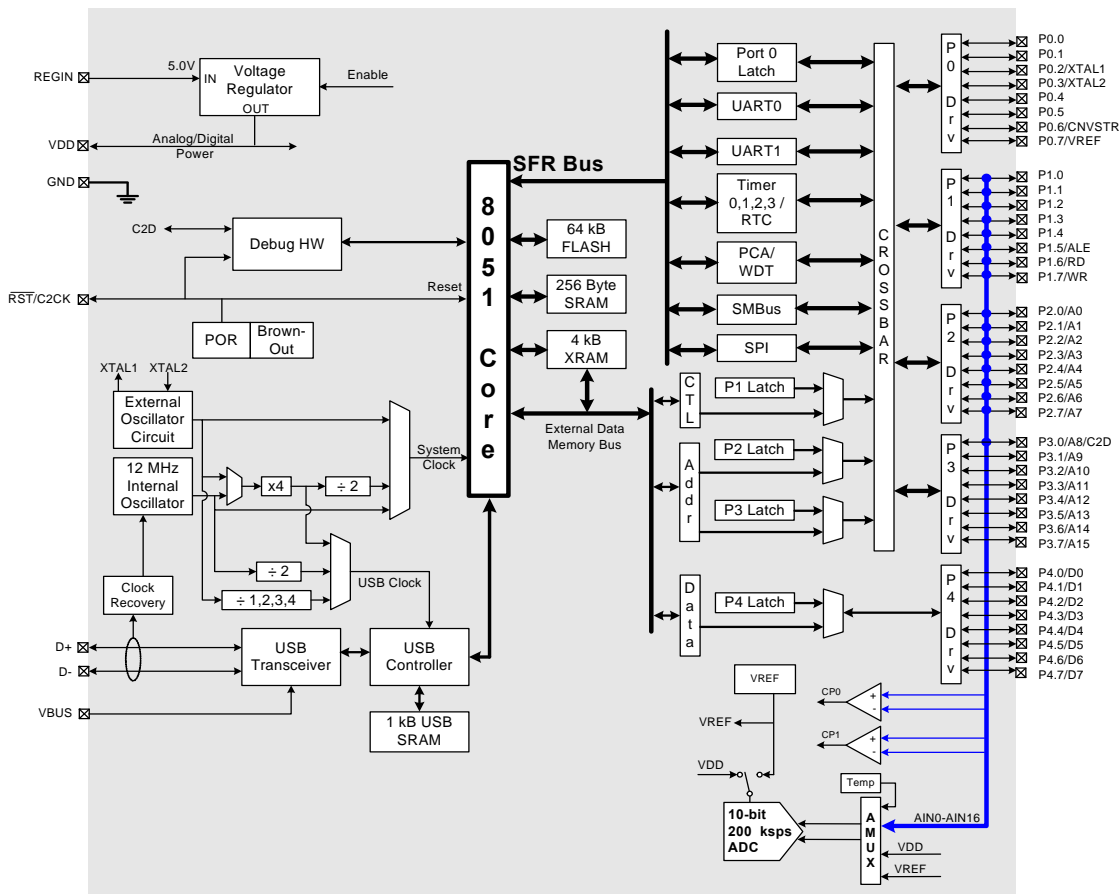 REGIN
5.0V
IN
Voltage
Regulator
OUT
Enable
VDD
Analog/Digital
Power
GND
C2D
Debug HW
RST/C2CK
Reset
POR
Brown-
Out
XTAL1
XTAL2
External
Oscillator
Circuit
12 MHz
Internal
Oscillator
x4
÷ 2
System
Clock
÷ 2
÷ 1,2,3,4
USB Clock
Clock
Recovery
D+
D-
VBUS
USB
Transceiver
USB
Controller
1 kB USB
SRAM
8051 Core
SFR Bus
64 kB
FLASH
256 Byte
SRAM
4 kB
XRAM
External Data
Memory Bus
Port 0
Latch
UART0
UART1
Timer
0,1,2,3 /
RTC
PCA/
WDT
SMBus
SPI
CTL
P1 Latch
Addr
P2 Latch
P3 Latch
Data
P4 Latch
CROSSBAR
P0 Drv
P0.0
P0.1
P0.2/XTAL1
P0.3/XTAL2
P0.4
P0.5
P0.6/CNVSTR
P0.7/VREF
P1 Drv
P1.0
P1.1
P1.2
P1.3
P1.4
P1.5/ALE
P1.6/RD
P1.7/WR
P2 Drv
P2.0/A0
P2.1/A1
P2.2/A2
P2.3/A3
P2.4/A4
P2.5/A5
P2.6/A6
P2.7/A7
P3 Drv
P3.0/A8/C2D
P3.1/A9
P3.2/A10
P3.3/A11
P3.4/A12
P3.5/A13
P3.6/A14
P3.7/A15
P4 Drv
P4.0/D0
P4.1/D1
P4.2/D2
P4.3/D3
P4.4/D4
P4.5/D5
P4.6/D6
P4.7/D7
VREF
CP0
+
-
VREF
CP1
+
-
VDD
Temp
10-bit
200 ksps
ADC
AMUX
AIN0-AIN16
VDD
VREF